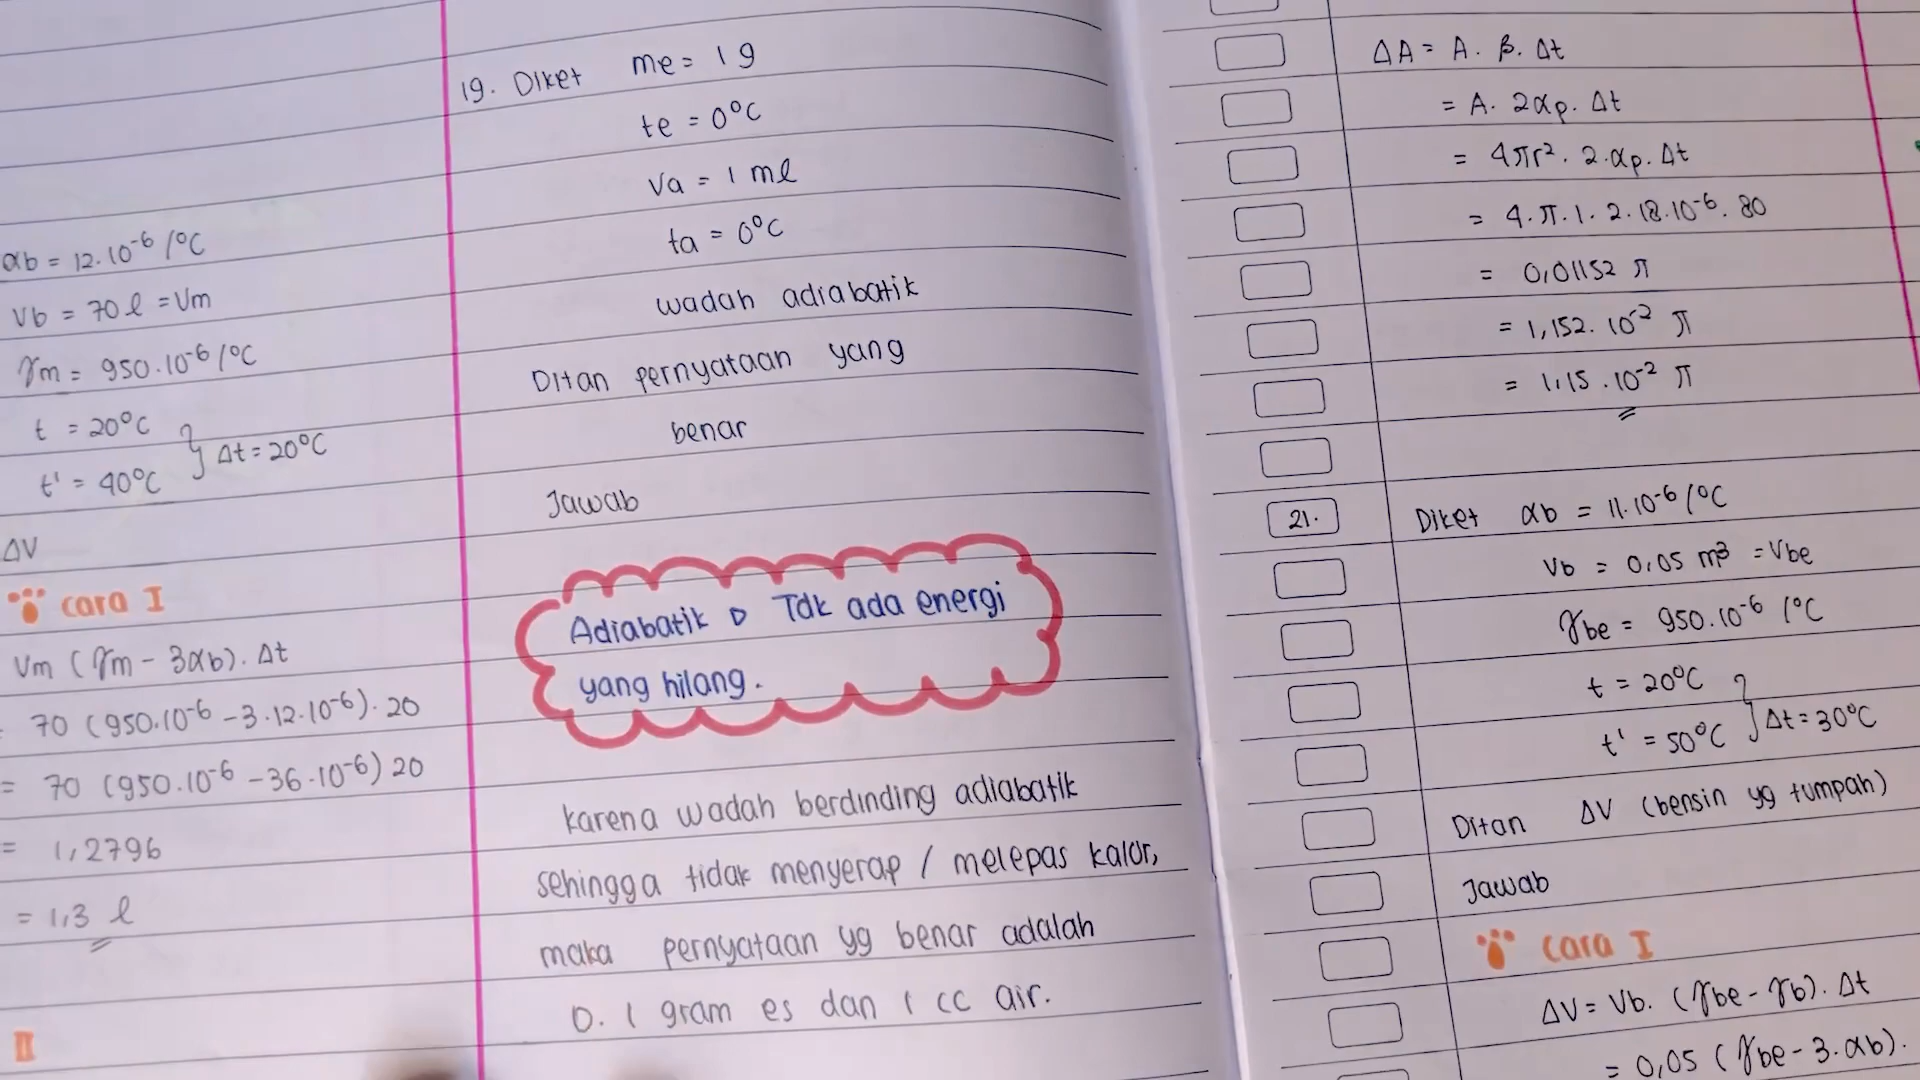 αb = 12.10⁻⁶ /°C
Vb = 70 l = Vm
γm = 950.10⁻⁶ /°C
t = 20°C
t' = 40°C } Δt = 20°C
ΔV
cara I
Vm (γm - 3αb). Δt
70 (950.10⁻⁶ - 3.12.10⁻⁶). 20
= 70 (950.10⁻⁶ - 36.10⁻⁶) 20
= 1,2796
= 1,3 l
II
19. Diket me = 1 g
te = 0°C
Va = 1 ml
ta = 0°C
wadah adiabatik
Ditan pernyataan yang
benar
Jawab
Adiabatik ▷ Tdk ada energi
yang hilang.
karena wadah berdinding adiabatik
sehingga tidak menyerap / melepas kalor,
maka pernyataan yg benar adalah
D. 1 gram es dan 1 cc air.
ΔA = A. β. Δt
= A. 2αp. Δt
= 4πr². 2.αp. Δt
= 4.π.1. 2.18.10⁻⁶. 80
= 0,01152 π
= 1,152. 10⁻² π
= 1,15 .10⁻² π
21. Diket αb = 11.10⁻⁶ /°C
Vb = 0,05 m³ = Vbe
γbe = 950.10⁻⁶ /°C
t = 20°C
t' = 50°C } Δt = 30°C
Ditan ΔV (bensin yg tumpah)
Jawab
cara I
ΔV = Vb. (γbe - γb). Δt
= 0,05 (γbe - 3.αb).